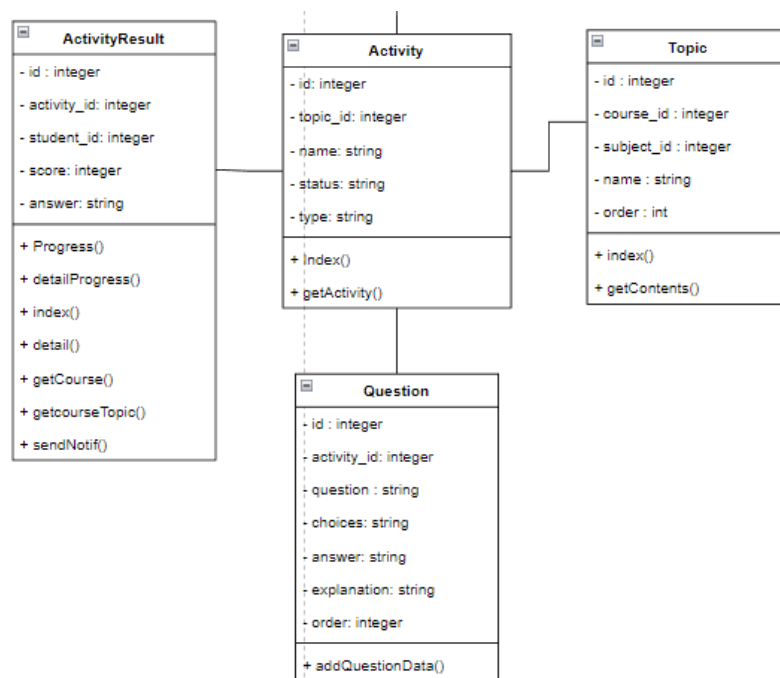 ActivityResult
- id : integer
- activity_id: integer
- student_id: integer
- score: integer
- answer: string
+ Progress()
+ detailProgress()
+ index()
+ detail()
+ getCourse()
+ getcourseTopic()
+ sendNotif()
Activity
- id: integer
- topic_id: integer
- name: string
- status: string
- type: string
+ Index()
+ getActivity()
Topic
- id : integer
- course_id : integer
- subject_id : integer
- name : string
- order : int
+ index()
+ getContents()
Question
- id : integer
- activity_id: integer
- question : string
- choices: string
- answer: string
- explanation: string
- order: integer
+ addQuestionData()